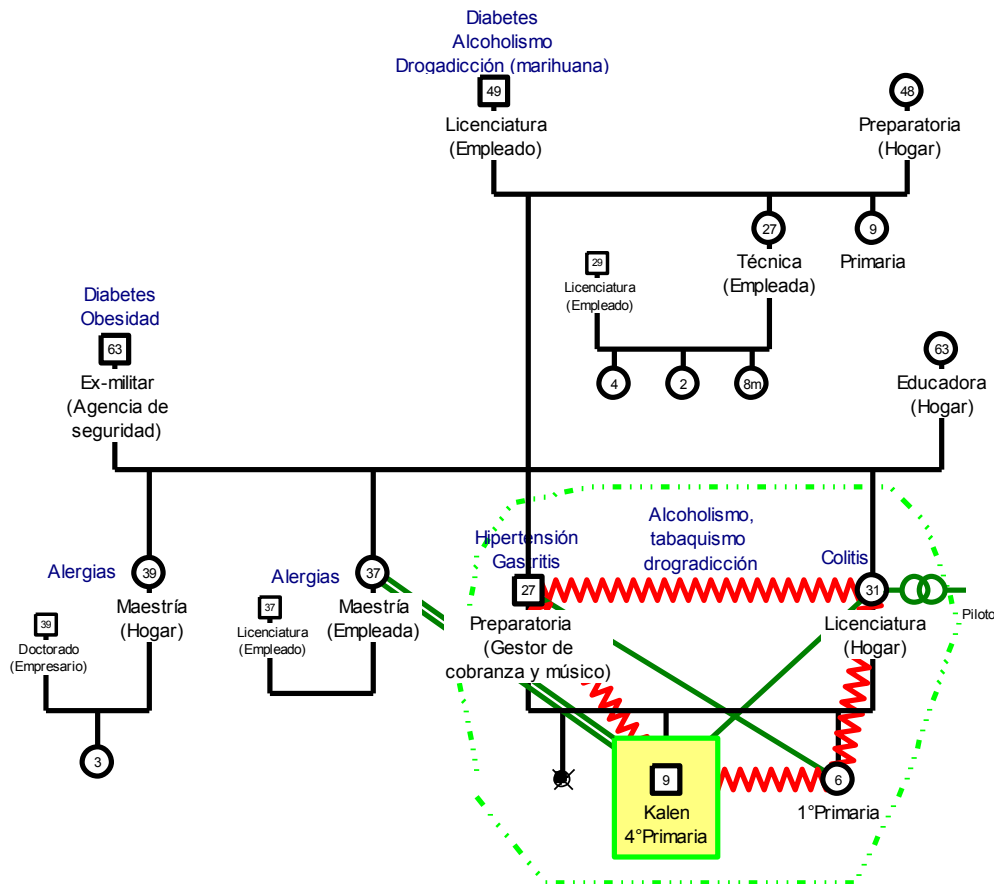 Diabetes
Alcoholismo
Drogadicción (marihuana)
49
48
Licenciatura
(Empleado)
Preparatoria
(Hogar)
27
9
29
Licenciatura
(Empleado)
Técnica
(Empleada)
Primaria
Diabetes
Obesidad
63
63
4
2
8m
Ex-militar
(Agencia de
seguridad)
Educadora
(Hogar)
Alcoholismo,
tabaquismo
drogradicción
Hipertensión
Gastritis
Colitis
Alergias
39
Alergias
37
27
31
Piloto
Maestría
(Hogar)
39
Doctorado
(Empresario)
37
Licenciatura
(Empleado)
Maestría
(Empleada)
Preparatoria
(Gestor de
cobranza y músico)
Licenciatura
(Hogar)
3
9
6
Kalen
4°Primaria
1°Primaria